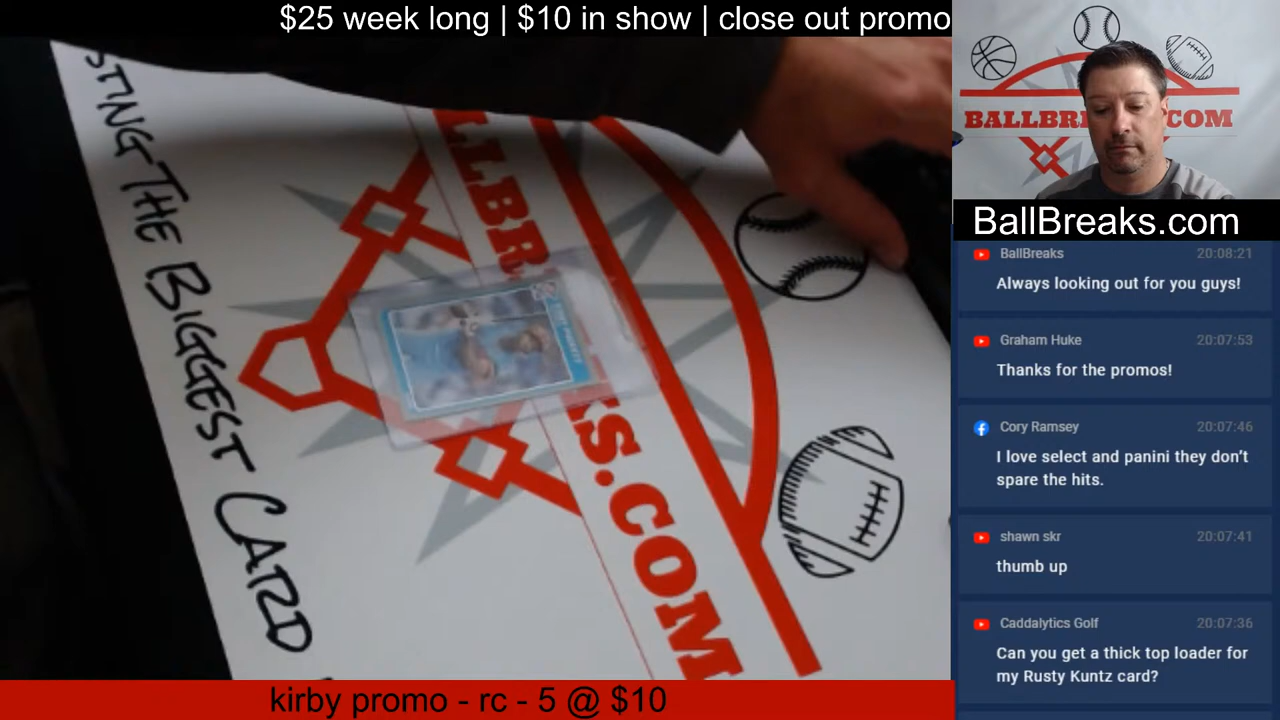 $25 week long | $10 in show | close out promo
STING THE BIGGEST CARD
BALLBR
KS.COM
BALLBR
.COM
BallBreaks.com
BallBreaks 20:08:21
Always looking out for you guys!
Graham Huke 20:07:53
Thanks for the promos!
Cory Ramsey 20:07:46
I love select and panini they don't
spare the hits.
shawn skr 20:07:41
thumb up
Caddalytics Golf 20:07:36
Can you get a thick top loader for
my Rusty Kuntz card?
kirby promo - rc - 5 @ $10